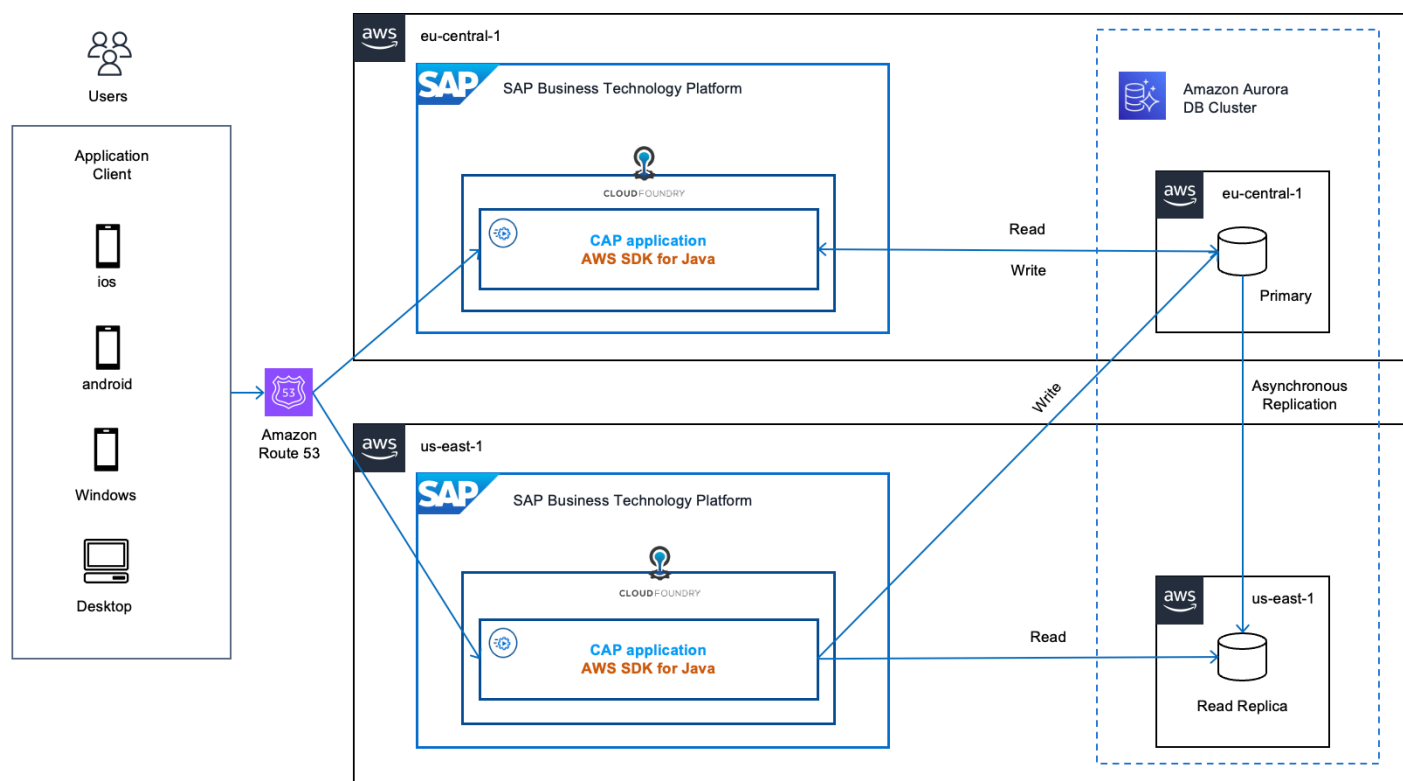 Users
Application
Client
ios
android
Windows
Desktop
53
Amazon
Route 53
aws
eu-central-1
SAP
SAP Business Technology Platform
CLOUDFOUNDRY
CAP application
AWS SDK for Java
Read
Write
Amazon Aurora
DB Cluster
aws
eu-central-1
Primary
Write
Asynchronous
Replication
aws
us-east-1
SAP
SAP Business Technology Platform
CLOUDFOUNDRY
CAP application
AWS SDK for Java
Read
aws
us-east-1
Read Replica